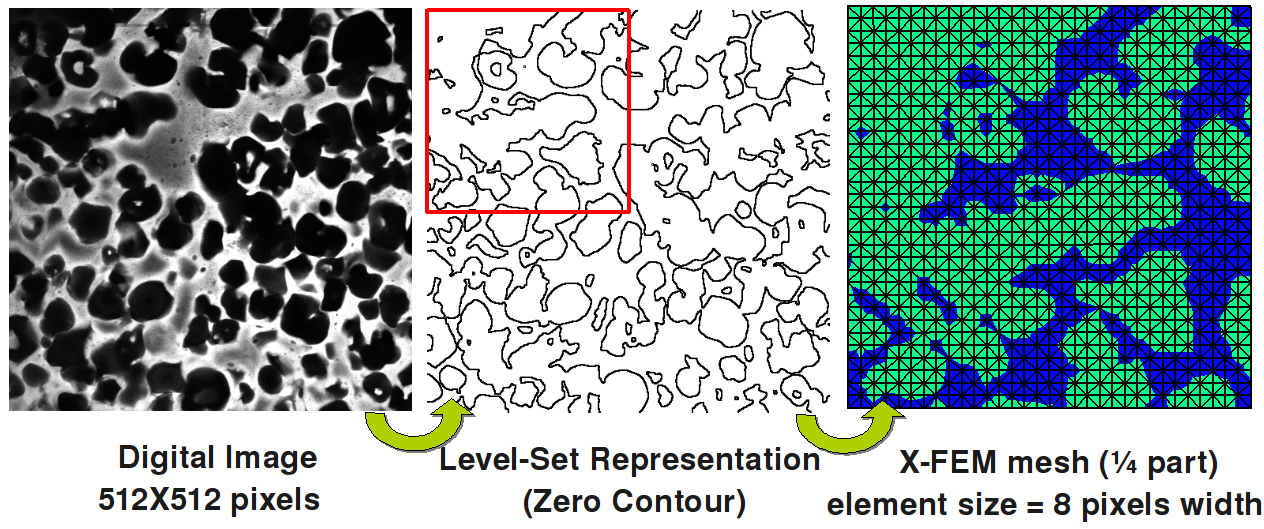 Digital Image
512X512 pixels
Level-Set Representation
(Zero Contour)
X-FEM mesh (¼ part)
element size = 8 pixels width